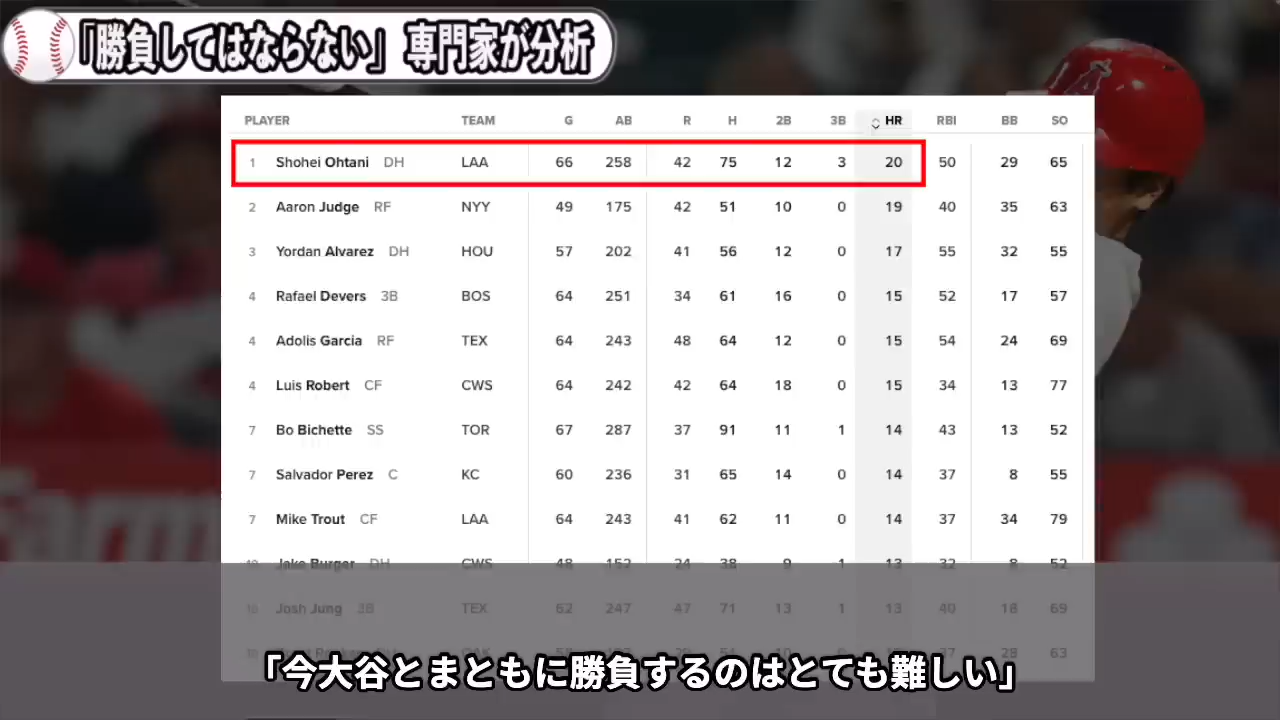 「勝負してはならない」 専門家が分析
PLAYER TEAM G AB R H 2B 3B HR RBI BB SO
1 Shohei Ohtani DH LAA 66 258 42 75 12 3 20 50 29 65
2 Aaron Judge RF NYY 49 175 42 51 10 0 19 40 35 63
3 Yordan Alvarez DH HOU 57 202 41 56 12 0 17 55 32 55
4 Rafael Devers 3B BOS 64 251 34 61 16 0 15 52 17 57
4 Adolis Garcia RF TEX 64 243 48 64 12 0 15 54 24 69
4 Luis Robert CF CWS 64 242 42 64 18 0 15 34 13 77
7 Bo Bichette SS TOR 67 287 37 91 11 1 14 43 13 52
7 Salvador Perez C KC 60 236 31 65 14 0 14 37 8 55
7 Mike Trout CF LAA 64 243 41 62 11 0 14 37 34 79
10 Jake Burger DH CWS 48 152 24 38 9 1 13 32 8 52
10 Josh Jung 3B TEX 62 247 47 71 13 1 13 40 18 69
28 63
「今大谷とまともに勝負するのはとても難しい」